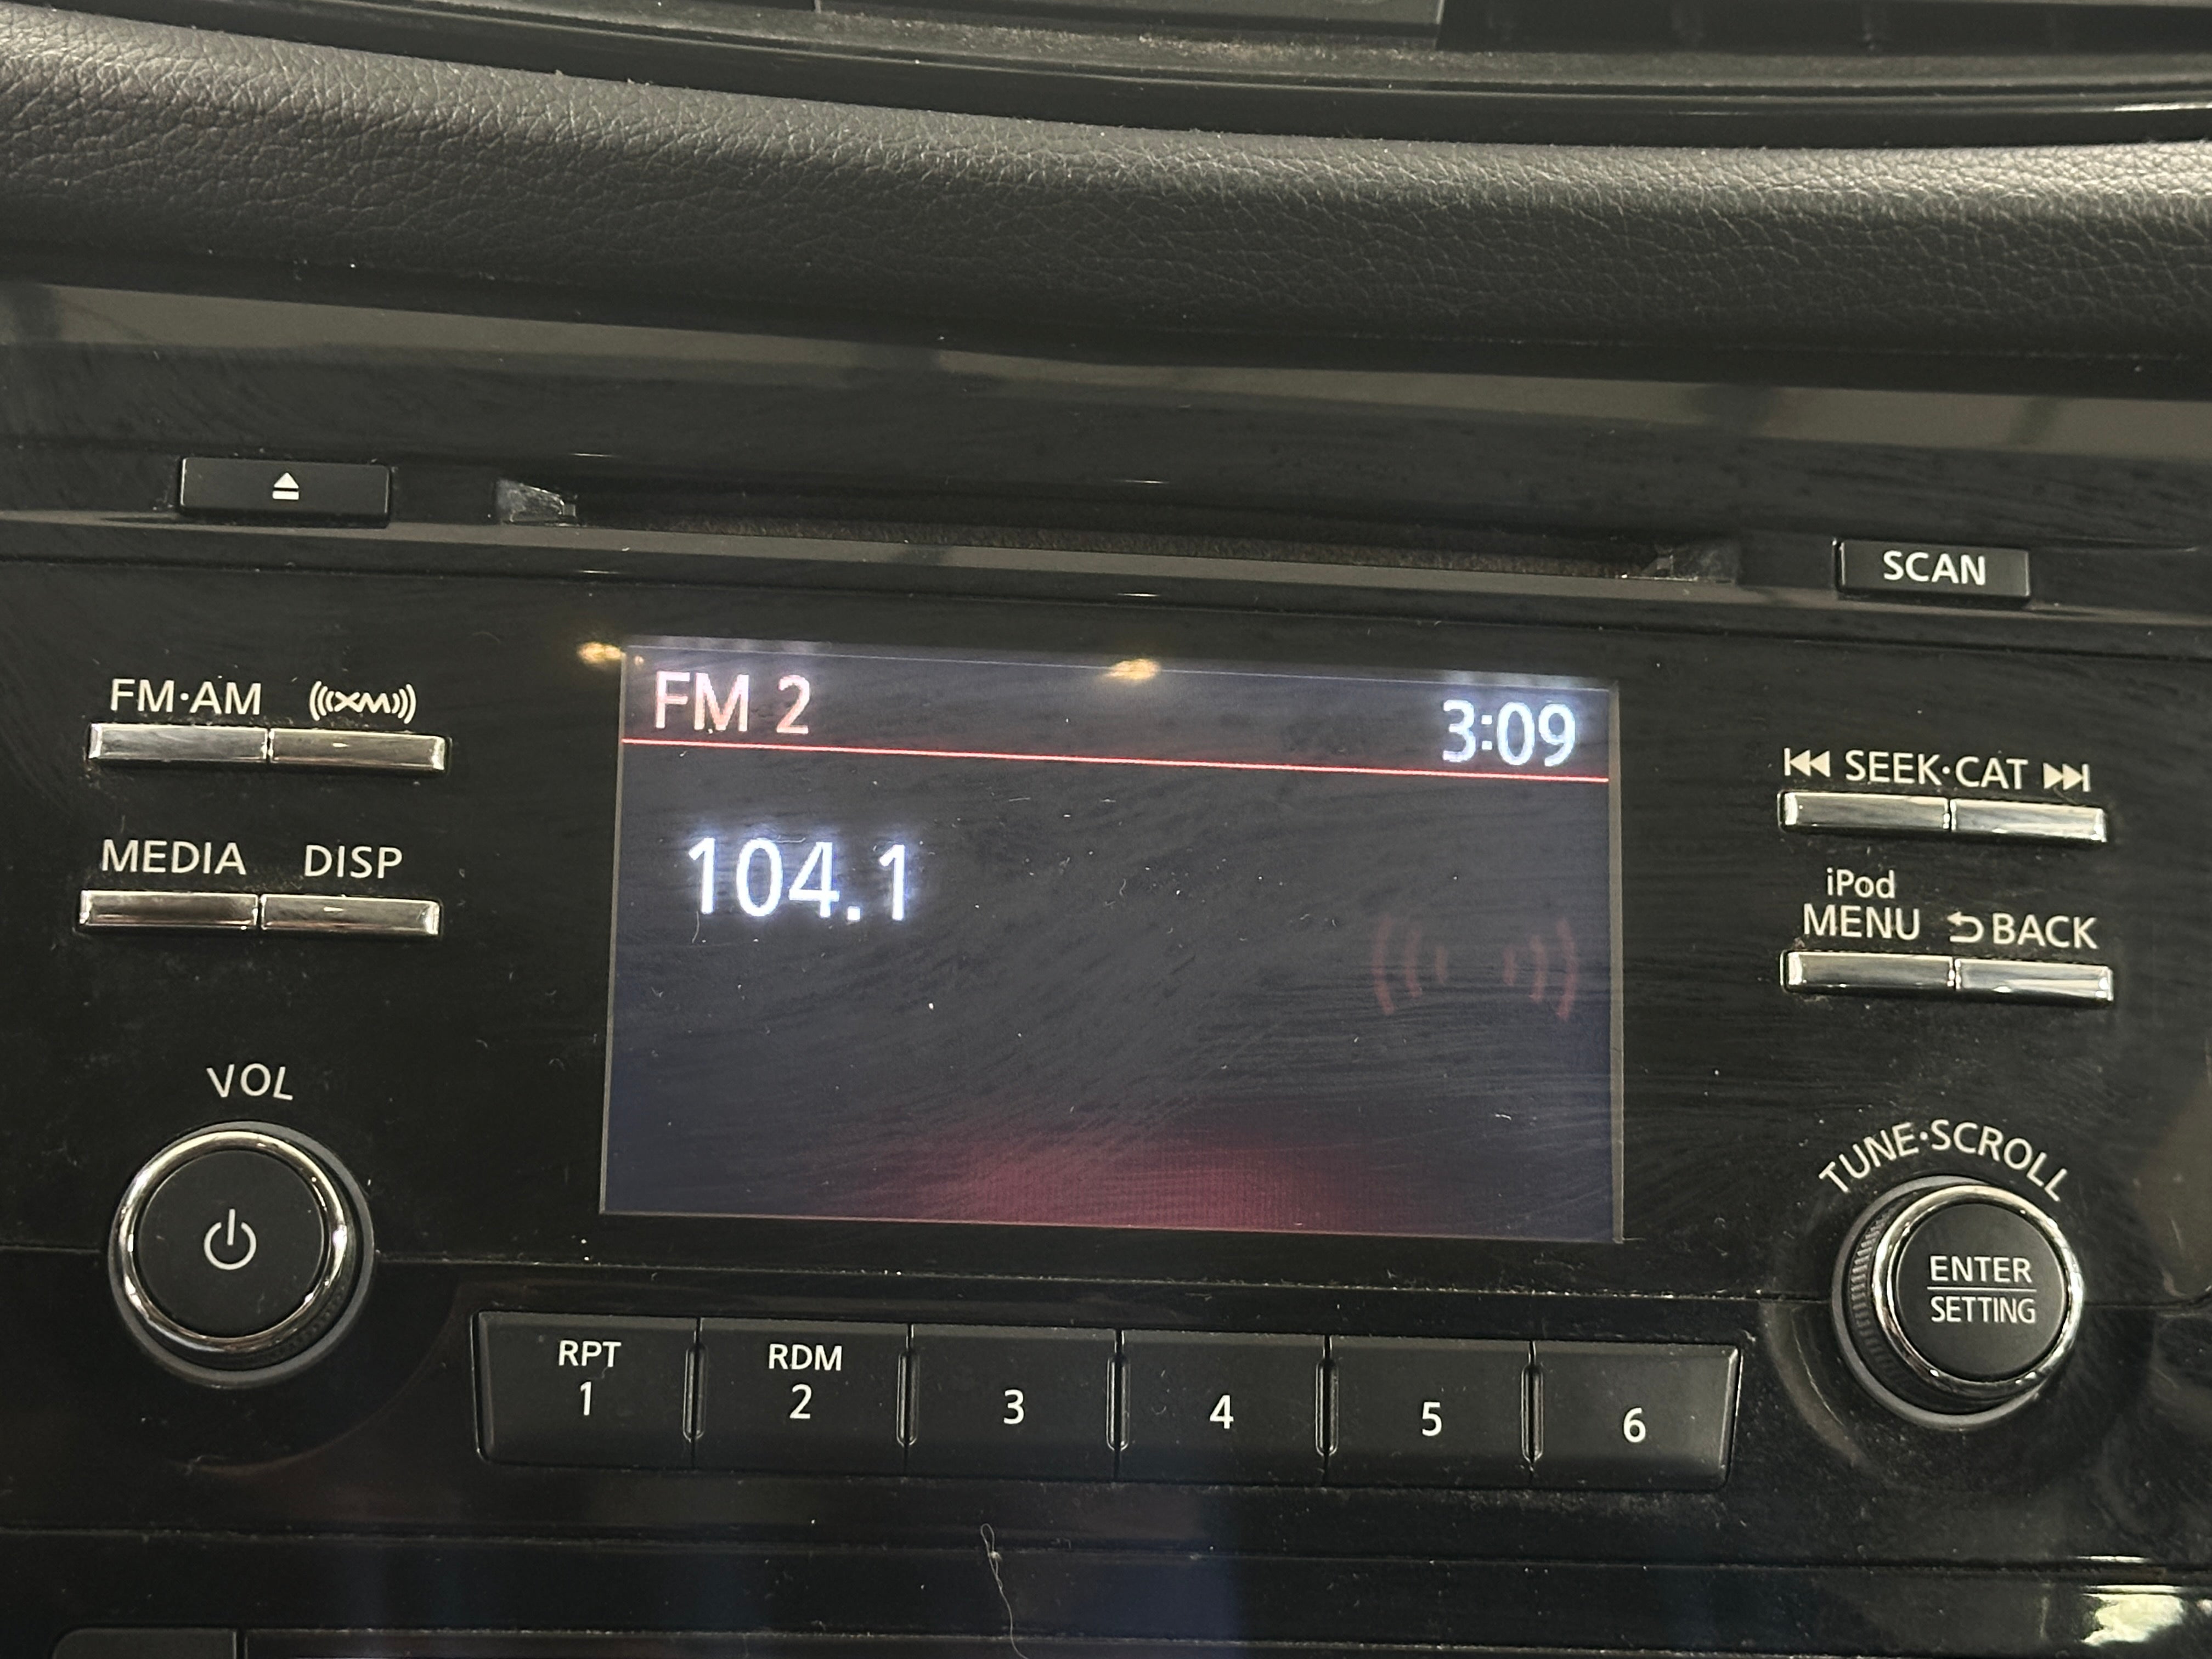 SCAN
FM·AM XM
FM 2 3:09
SEEK·CAT
MEDIA DISP
104.1
iPod
MENU BACK
VOL
TUNE·SCROLL
ENTER
SETTING
RPT RDM
1 2 3 4 5 6